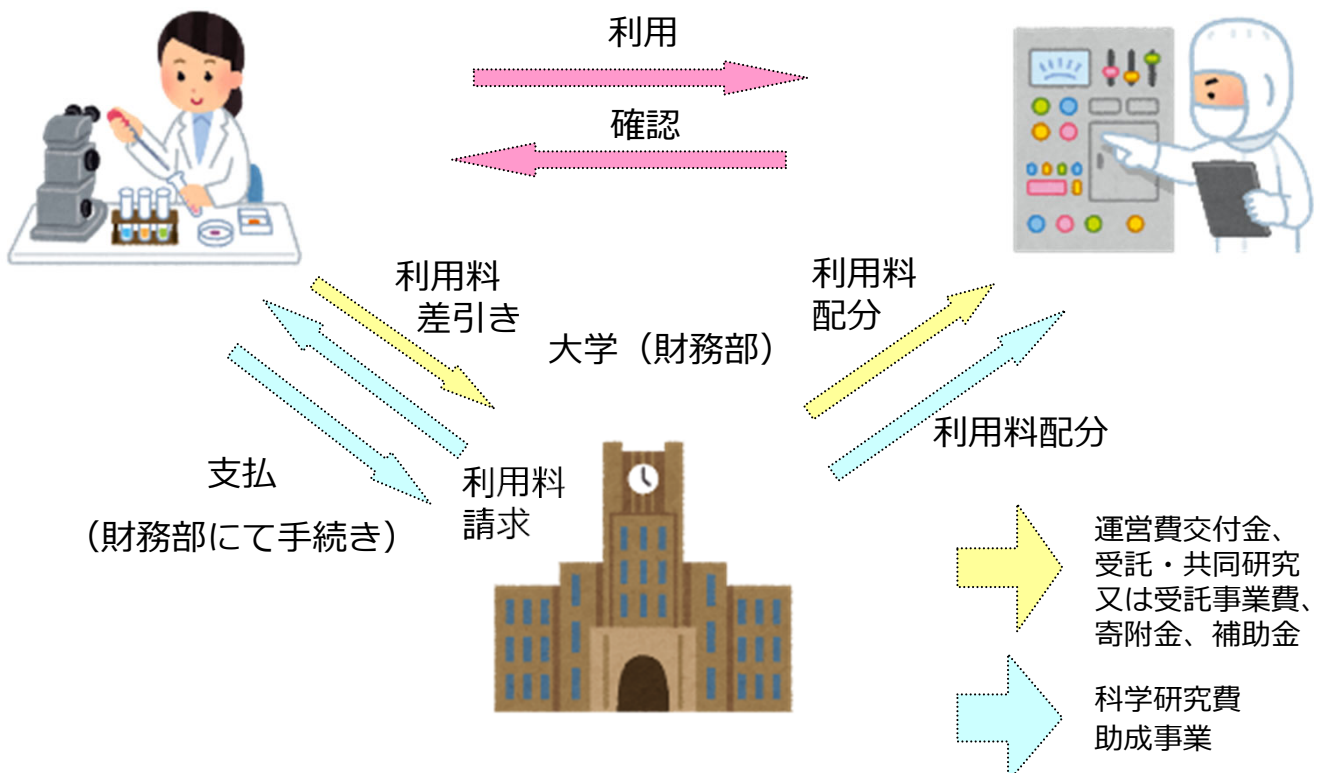 利用
確認
利用料
差引き
利用料
配分
大学（財務部）
利用料配分
支払
（財務部にて手続き）
利用料
請求
運営費交付金、
受託・共同研究
又は受託事業費、
寄附金、補助金
科学研究費
助成事業